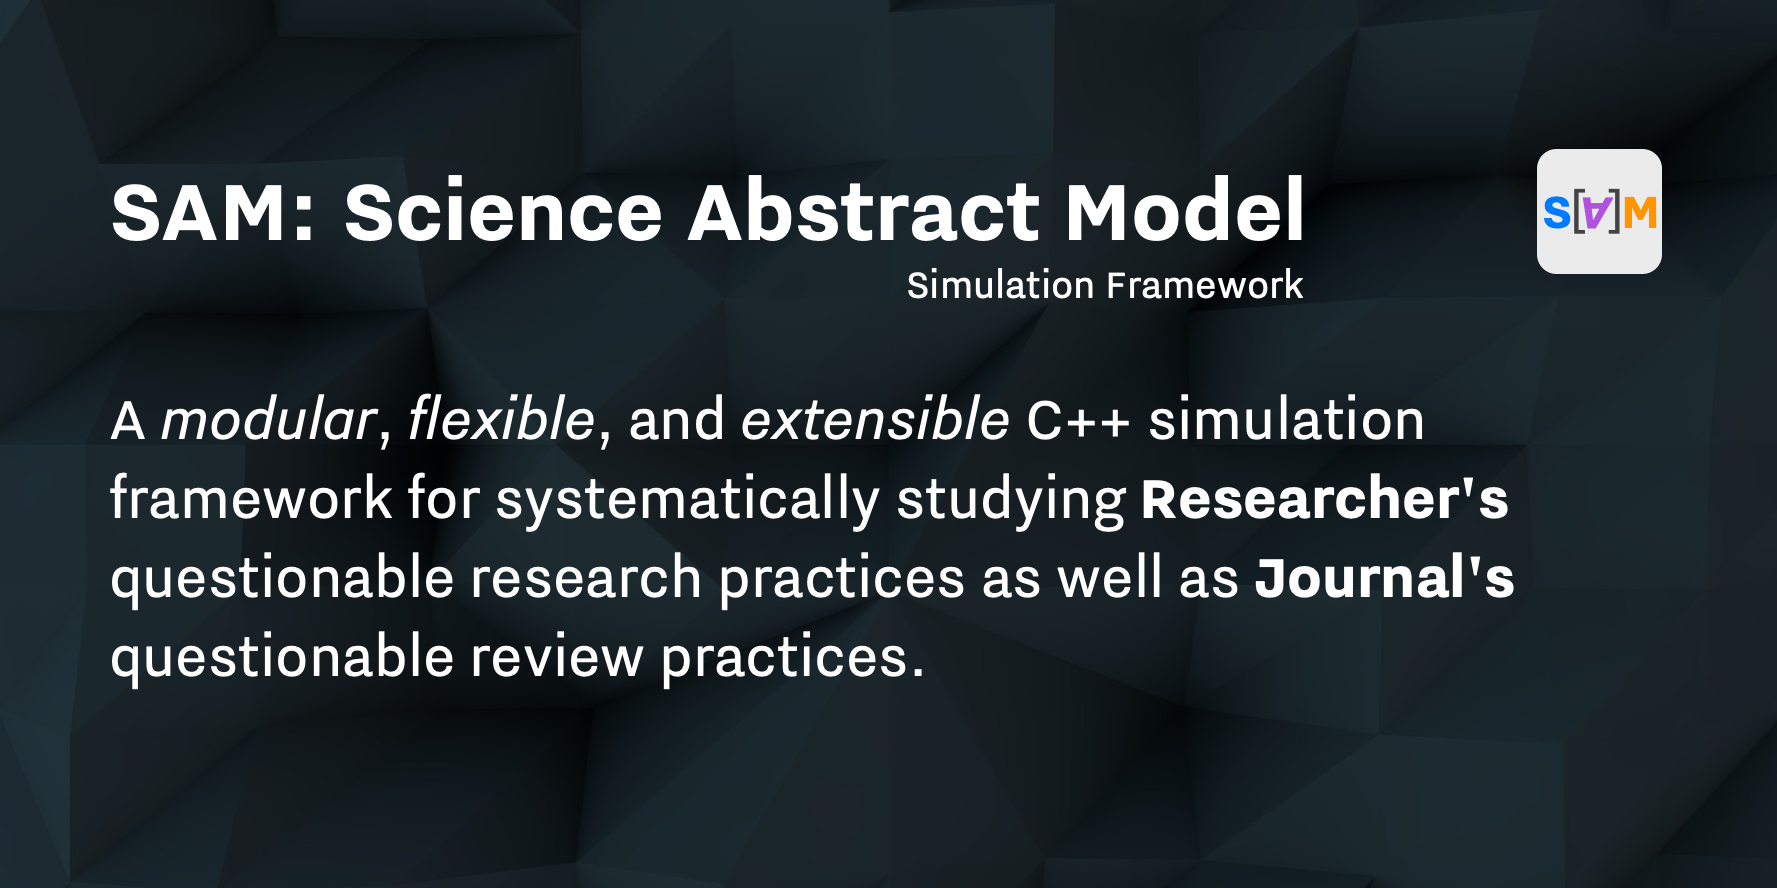 SAM: Science Abstract Model
S[∀]M
Simulation Framework
A modular, flexible, and extensible C++ simulation
framework for systematically studying Researcher's
questionable research practices as well as Journal's
questionable review practices.